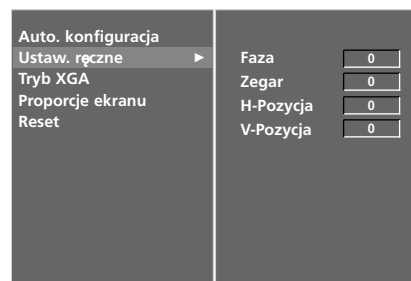 Auto. konfiguracja
Ustaw. ręczne ►
Tryb XGA
Proporcje ekranu
Reset
Faza 0
Zegar 0
H-Pozycja 0
V-Pozycja 0